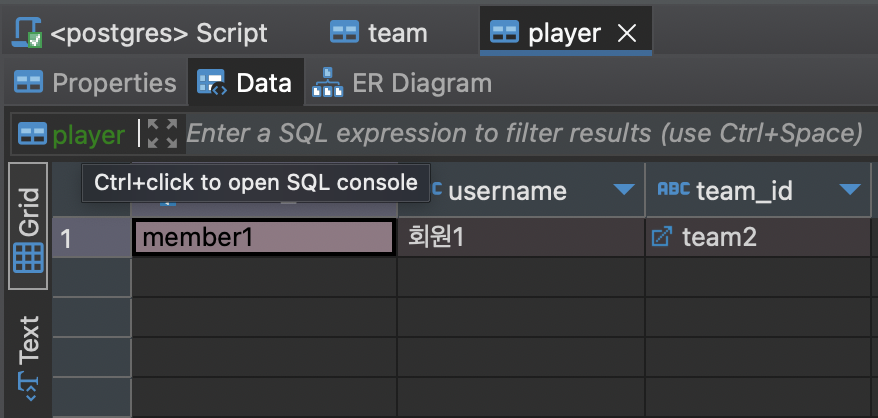 <postgres> Script team player
Properties Data ER Diagram
player Enter a SQL expression to filter results (use Ctrl+Space)
Ctrl+click to open SQL console
username ABC team_id
Grid
1 member1 회원1 team2
Text